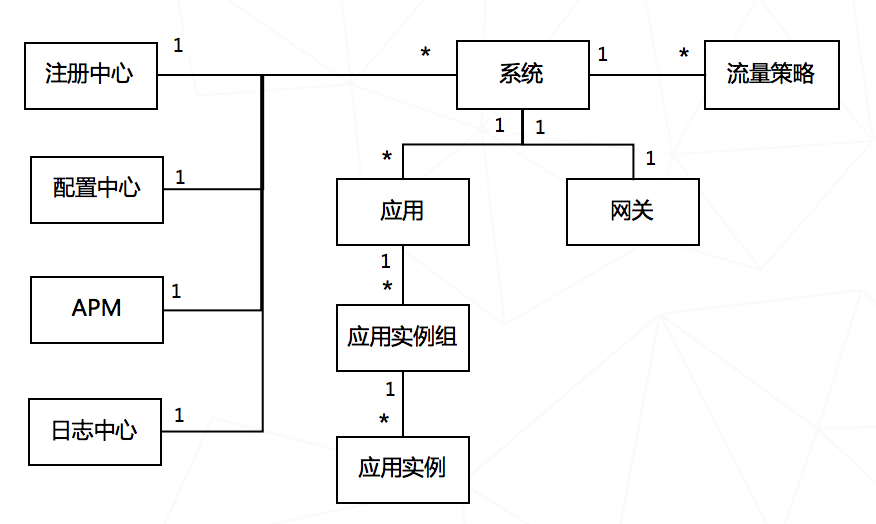 注册中心 1 * 系统 1 * 流量策略
1 1
配置中心 1 * 1
应用 网关
1
APM 1 *
应用实例组
1
日志中心 1 *
应用实例